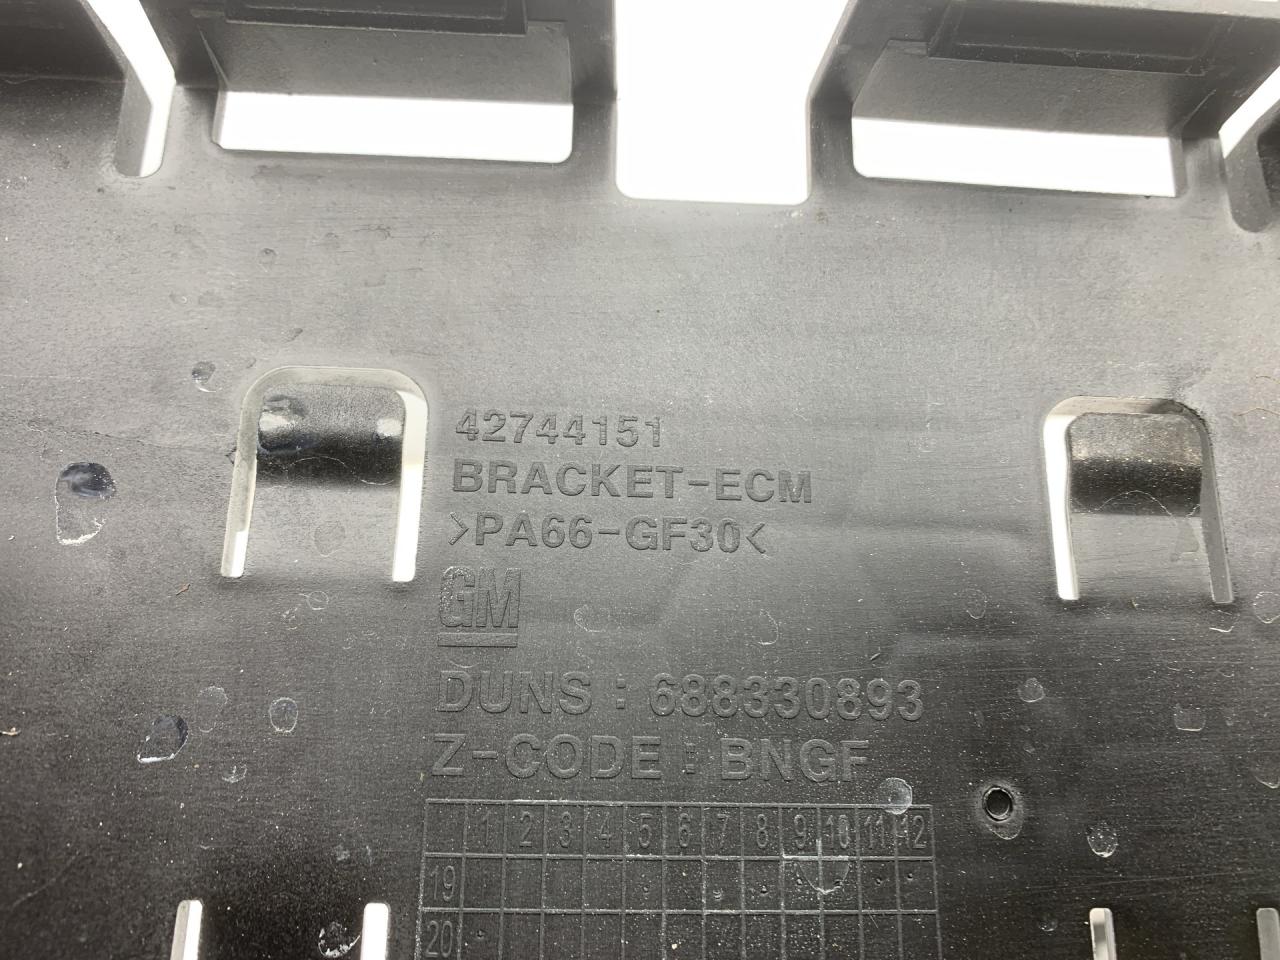 42744151
BRACKET-ECM
>PA66-GF30<
GM
DUNS : 688330893
Z-CODE : BNGF
1 2 3 4 5 6 7 8 9 10 11 12
19
20